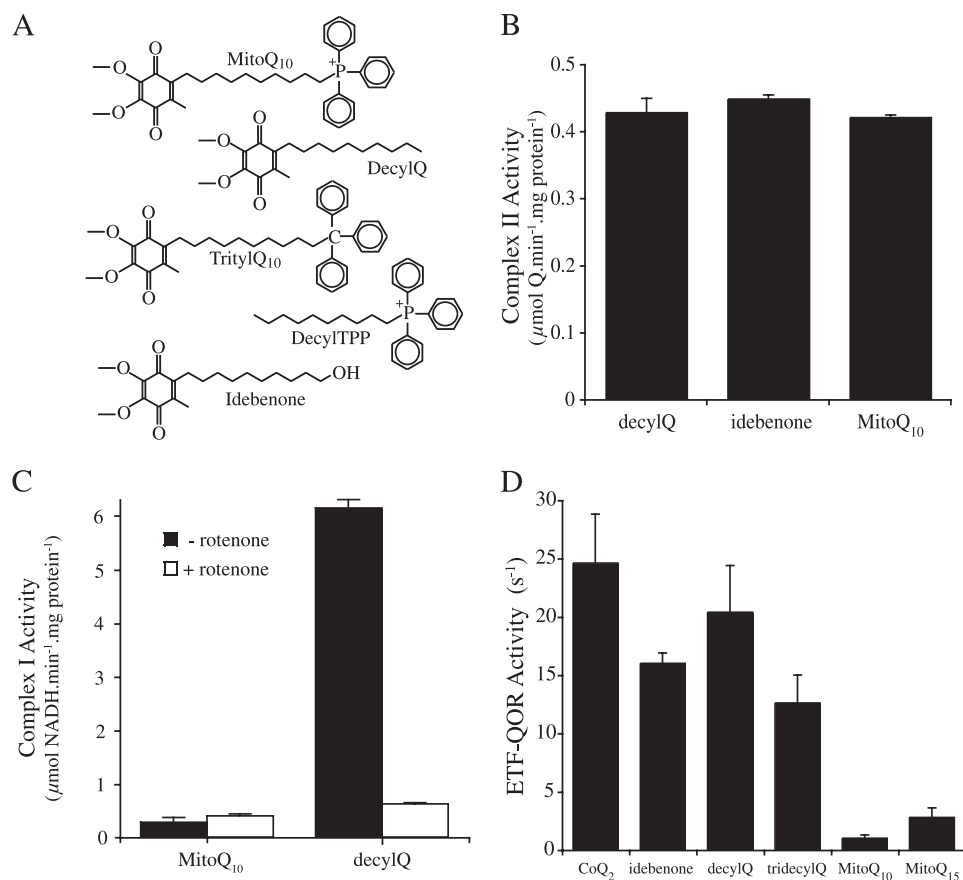 A
MitoQ10
DecylQ
TritylQ10
DecylTPP
Idebenone
O
O
O
O
P
+
O
O
O
O
O
O
O
O
C
P
+
O
O
O
O
OH
B
Complex II Activity
(µmol Q.min-1.mg protein-1)
0.5
0.4
0.3
0.2
0.1
0
decylQ idebenone MitoQ10
C
Complex I Activity
(µmol NADH.min-1.mg protein-1)
6
5
4
3
2
1
0
- rotenone
+ rotenone
MitoQ10 decylQ
D
ETF-QOR Activity (s-1)
30
25
20
15
10
5
0
CoQ2 idebenone decylQ tridecylQ MitoQ10 MitoQ15